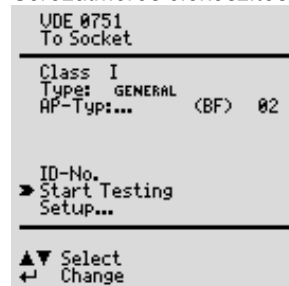 VDE 0751
To Socket
Class I
Type: GENERAL
AP-Typ:... (BF) 02
ID-No.
Start Testing
Setup...
▲▼ Select
↵ Change